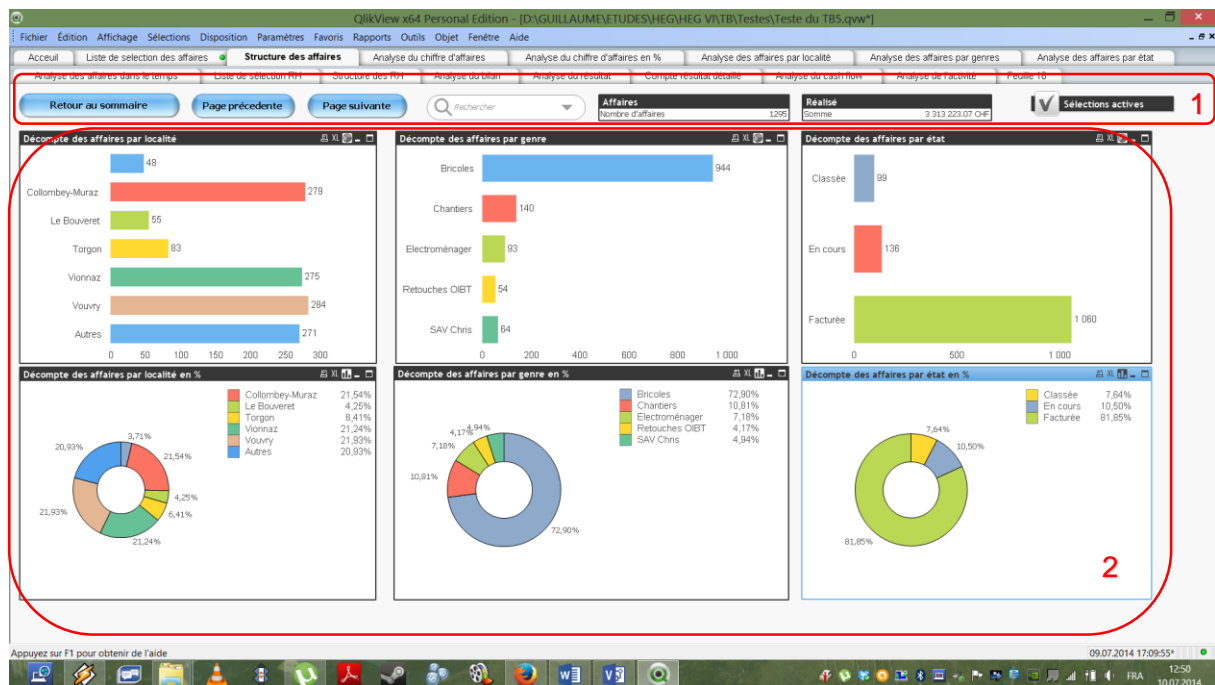 QlikView x64 Personal Edition - [D:\GUILLAUME\ETUDES\HEG\HEG VI\TB\Testes\Teste du TB5.qvw*]
Fichier Édition Affichage Sélections Disposition Paramètres Favoris Rapports Outils Objet Fenêtre Aide
Acceuil Liste de selection des affaires Structure des affaires Analyse du chiffre d'affaires Analyse du chiffre d'affaires en % Analyse des affaires par localité Analyse des affaires par genres Analyse des affaires par état
Analyse des affaires dans le temps Liste de sélection RH Structure des RH Analyse du bilan Analyse du résultat Compte résultat détaillé Analyse du cash flow Analyse de l'activité Feuille 18
Retour au sommaire Page précedente Page suivante Rechercher
Affaires
Nombre d'affaires 1295
Réalisé
Somme 3 313 223.07 CHF
Sélections actives
1
Décompte des affaires par localité XL
48
Collombey-Muraz 279
Le Bouveret 55
Torgon 83
Vionnaz 275
Vouvry 284
Autres 271
0 50 100 150 200 250 300
Décompte des affaires par genre XL
Bricoles 944
Chantiers 140
Electroménager 93
Retouches OIBT 54
SAV Chris 64
0 200 400 600 800 1 000
Décompte des affaires par état XL
Classée 99
En cours 136
Facturée 1 060
0 500 1 000
Décompte des affaires par localité en % XL
Collombey-Muraz 21,54%
Le Bouveret 4,25%
Torgon 6,41%
Vionnaz 21,24%
Vouvry 21,93%
Autres 20,93%
3,71%
21,54%
4,25%
6,41%
21,24%
21,93%
20,93%
Décompte des affaires par genre en % XL
Bricoles 72,90%
Chantiers 10,81%
Electroménager 7,18%
Retouches OIBT 4,17%
SAV Chris 4,94%
4,94%
4,17%
7,18%
10,81%
72,90%
Décompte des affaires par état en % XL
Classée 7,64%
En cours 10,50%
Facturée 81,85%
7,64%
10,50%
81,85%
2
Appuyez sur F1 pour obtenir de l'aide
09.07.2014 17:09:55*
FRA
12:50
10.07.2014